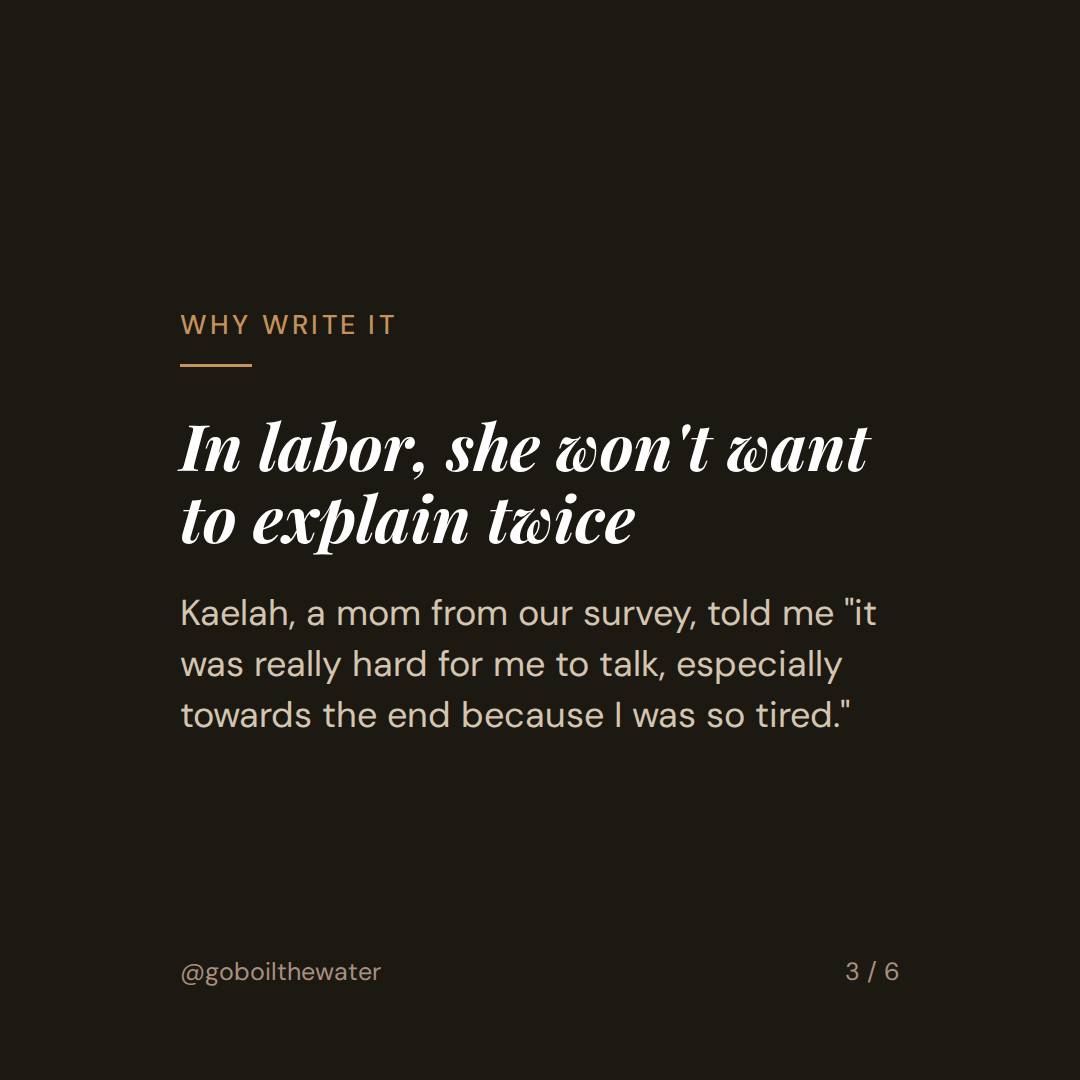 WHY WRITE IT
In labor, she won't want
to explain twice
Kaelah, a mom from our survey, told me "it
was really hard for me to talk, especially
towards the end because I was so tired."
@goboilthewater
3 / 6